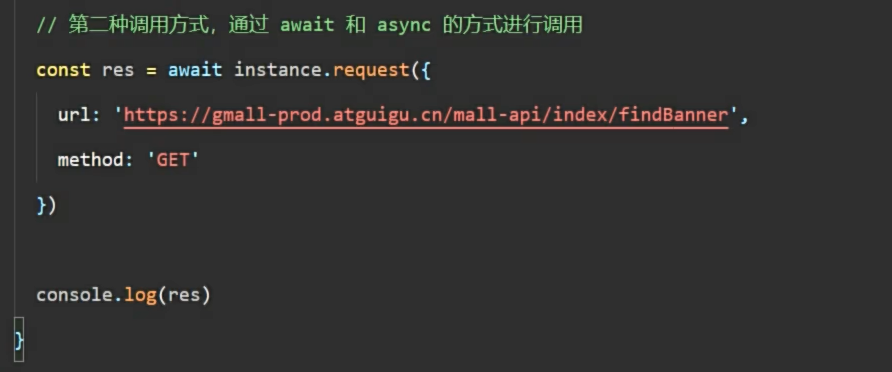 // 第二种调用方式，通过 await 和 async 的方式进行调用
const res = await instance.request({
url: 'https://gmall-prod.atguigu.cn/mall-api/index/findBanner',
method: 'GET'
})
console.log(res)
}